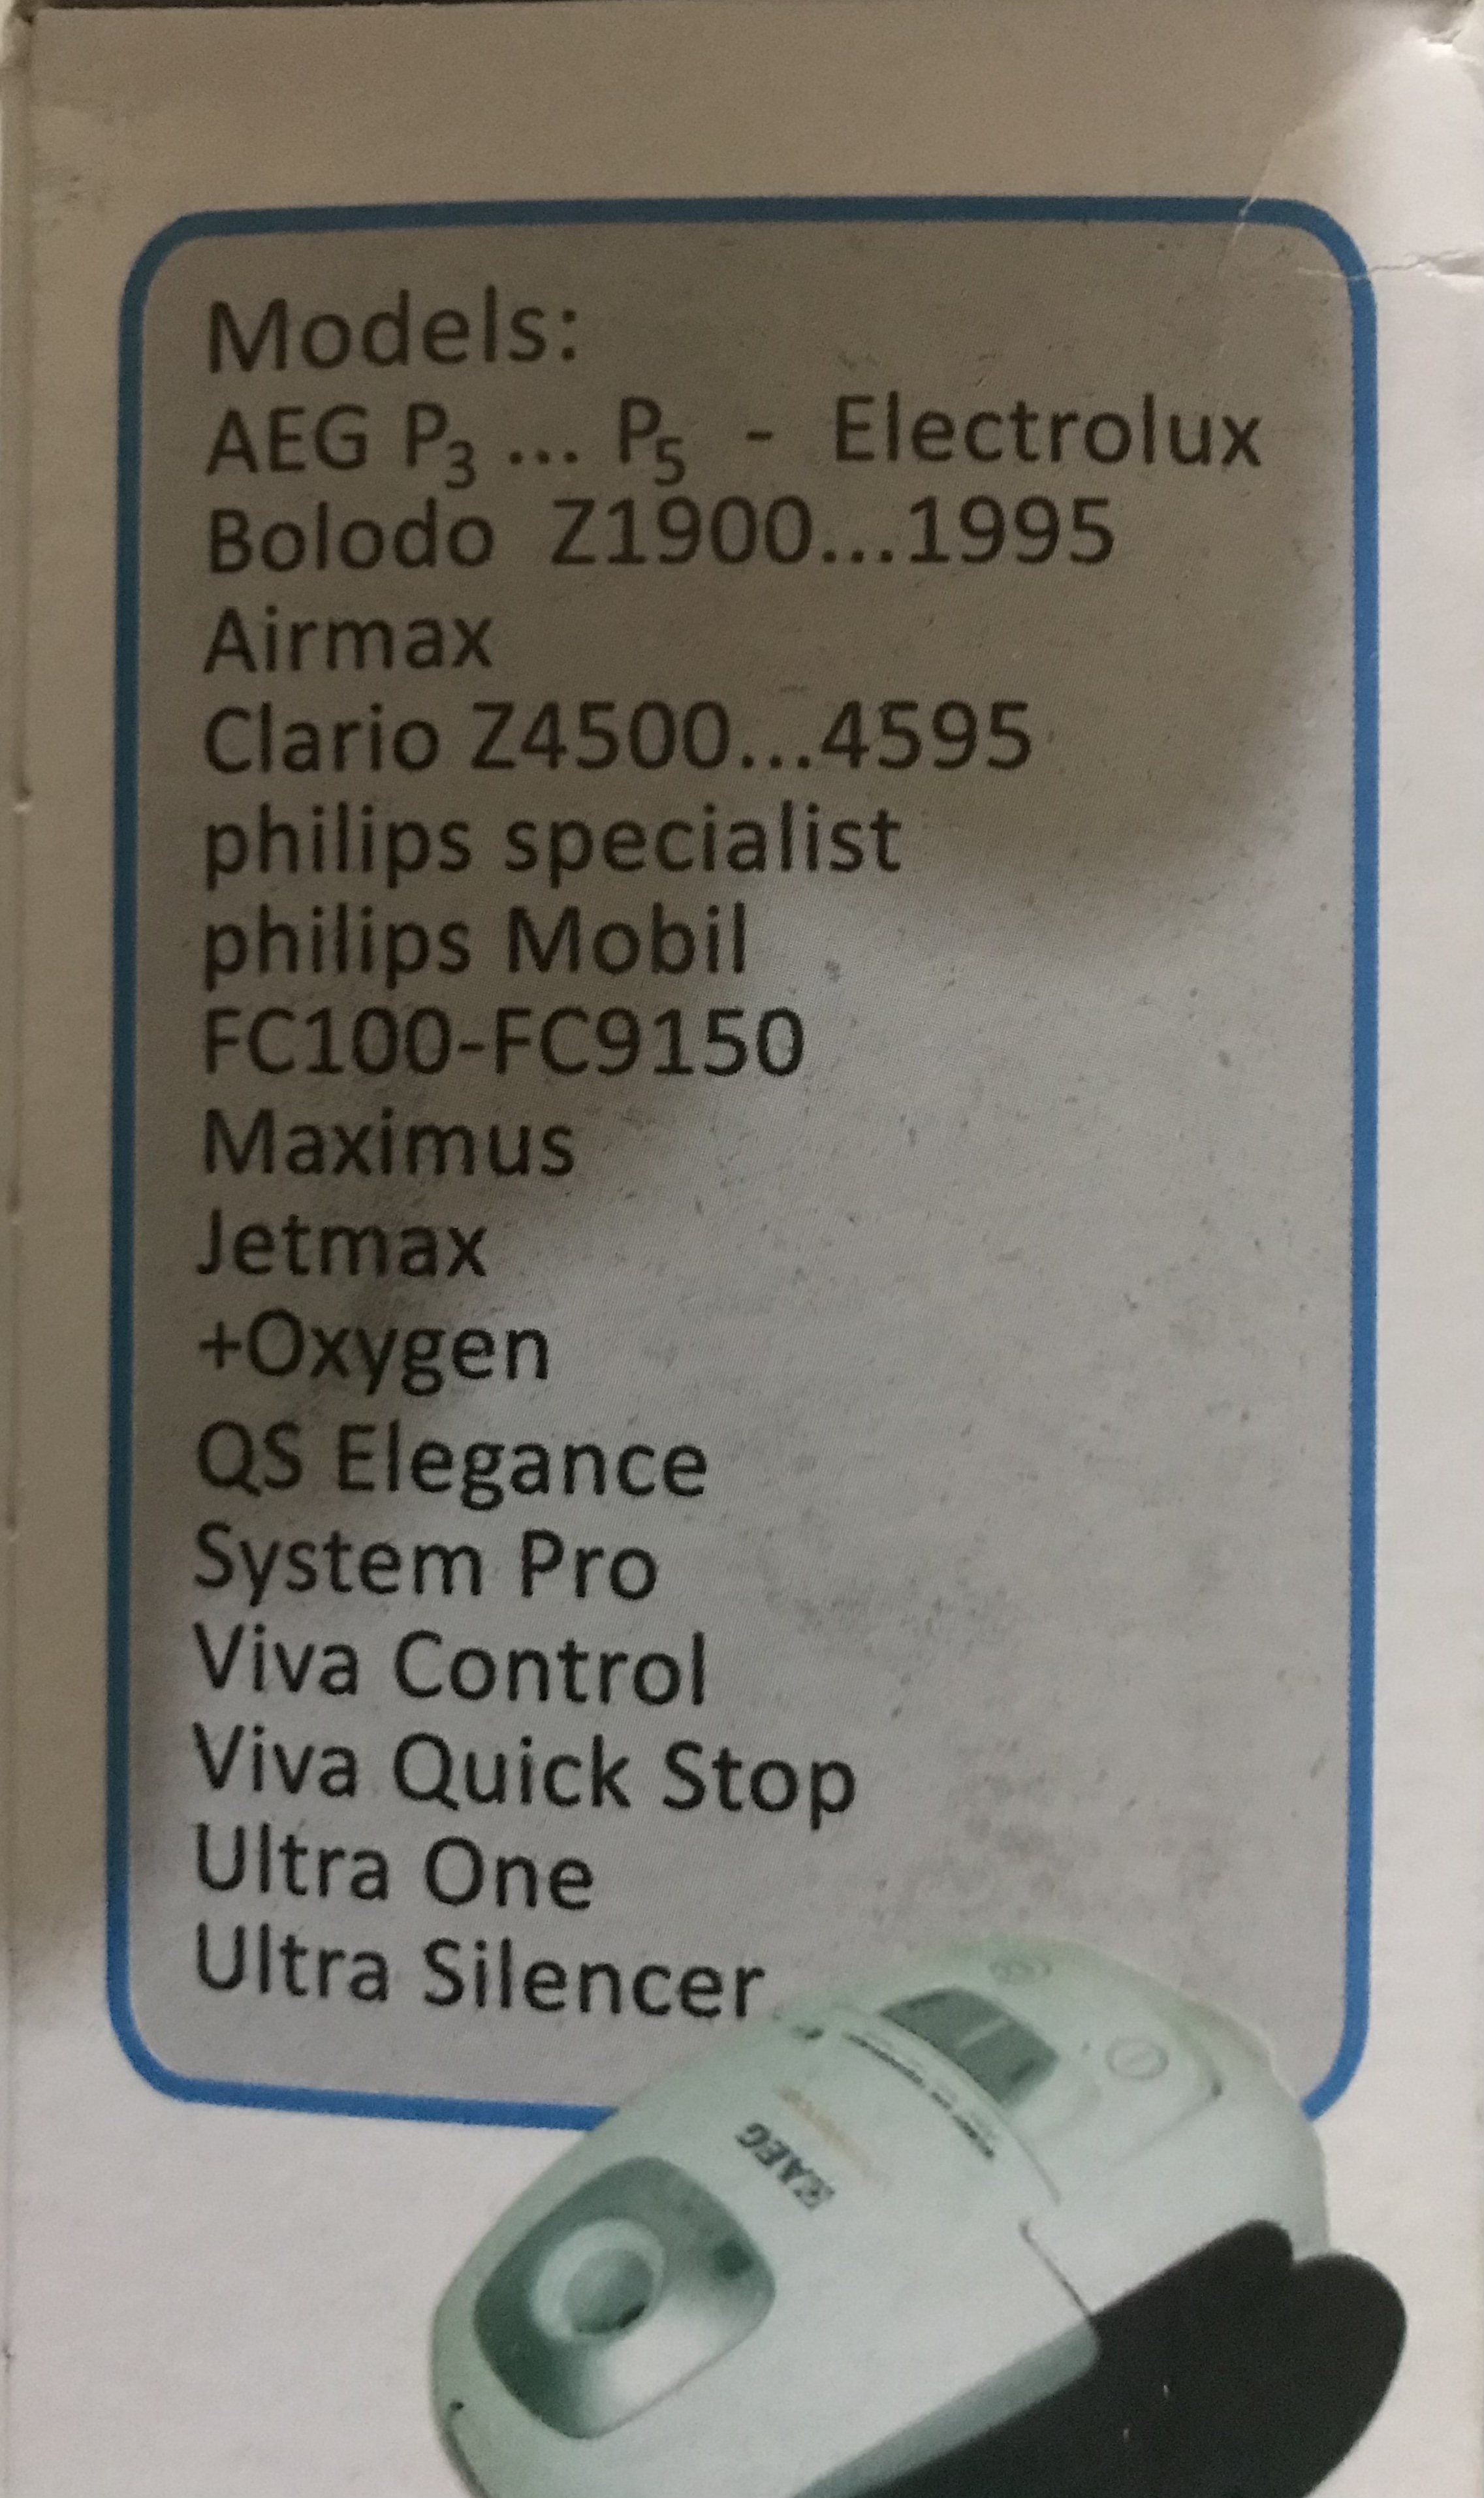 Models:
AEG P₃ ... P₅ - Electrolux
Bolodo Z1900...1995
Airmax
Clario Z4500...4595
philips specialist
philips Mobil
FC100-FC9150
Maximus
Jetmax
+Oxygen
QS Elegance
System Pro
Viva Control
Viva Quick Stop
Ultra One
Ultra Silencer
AEG